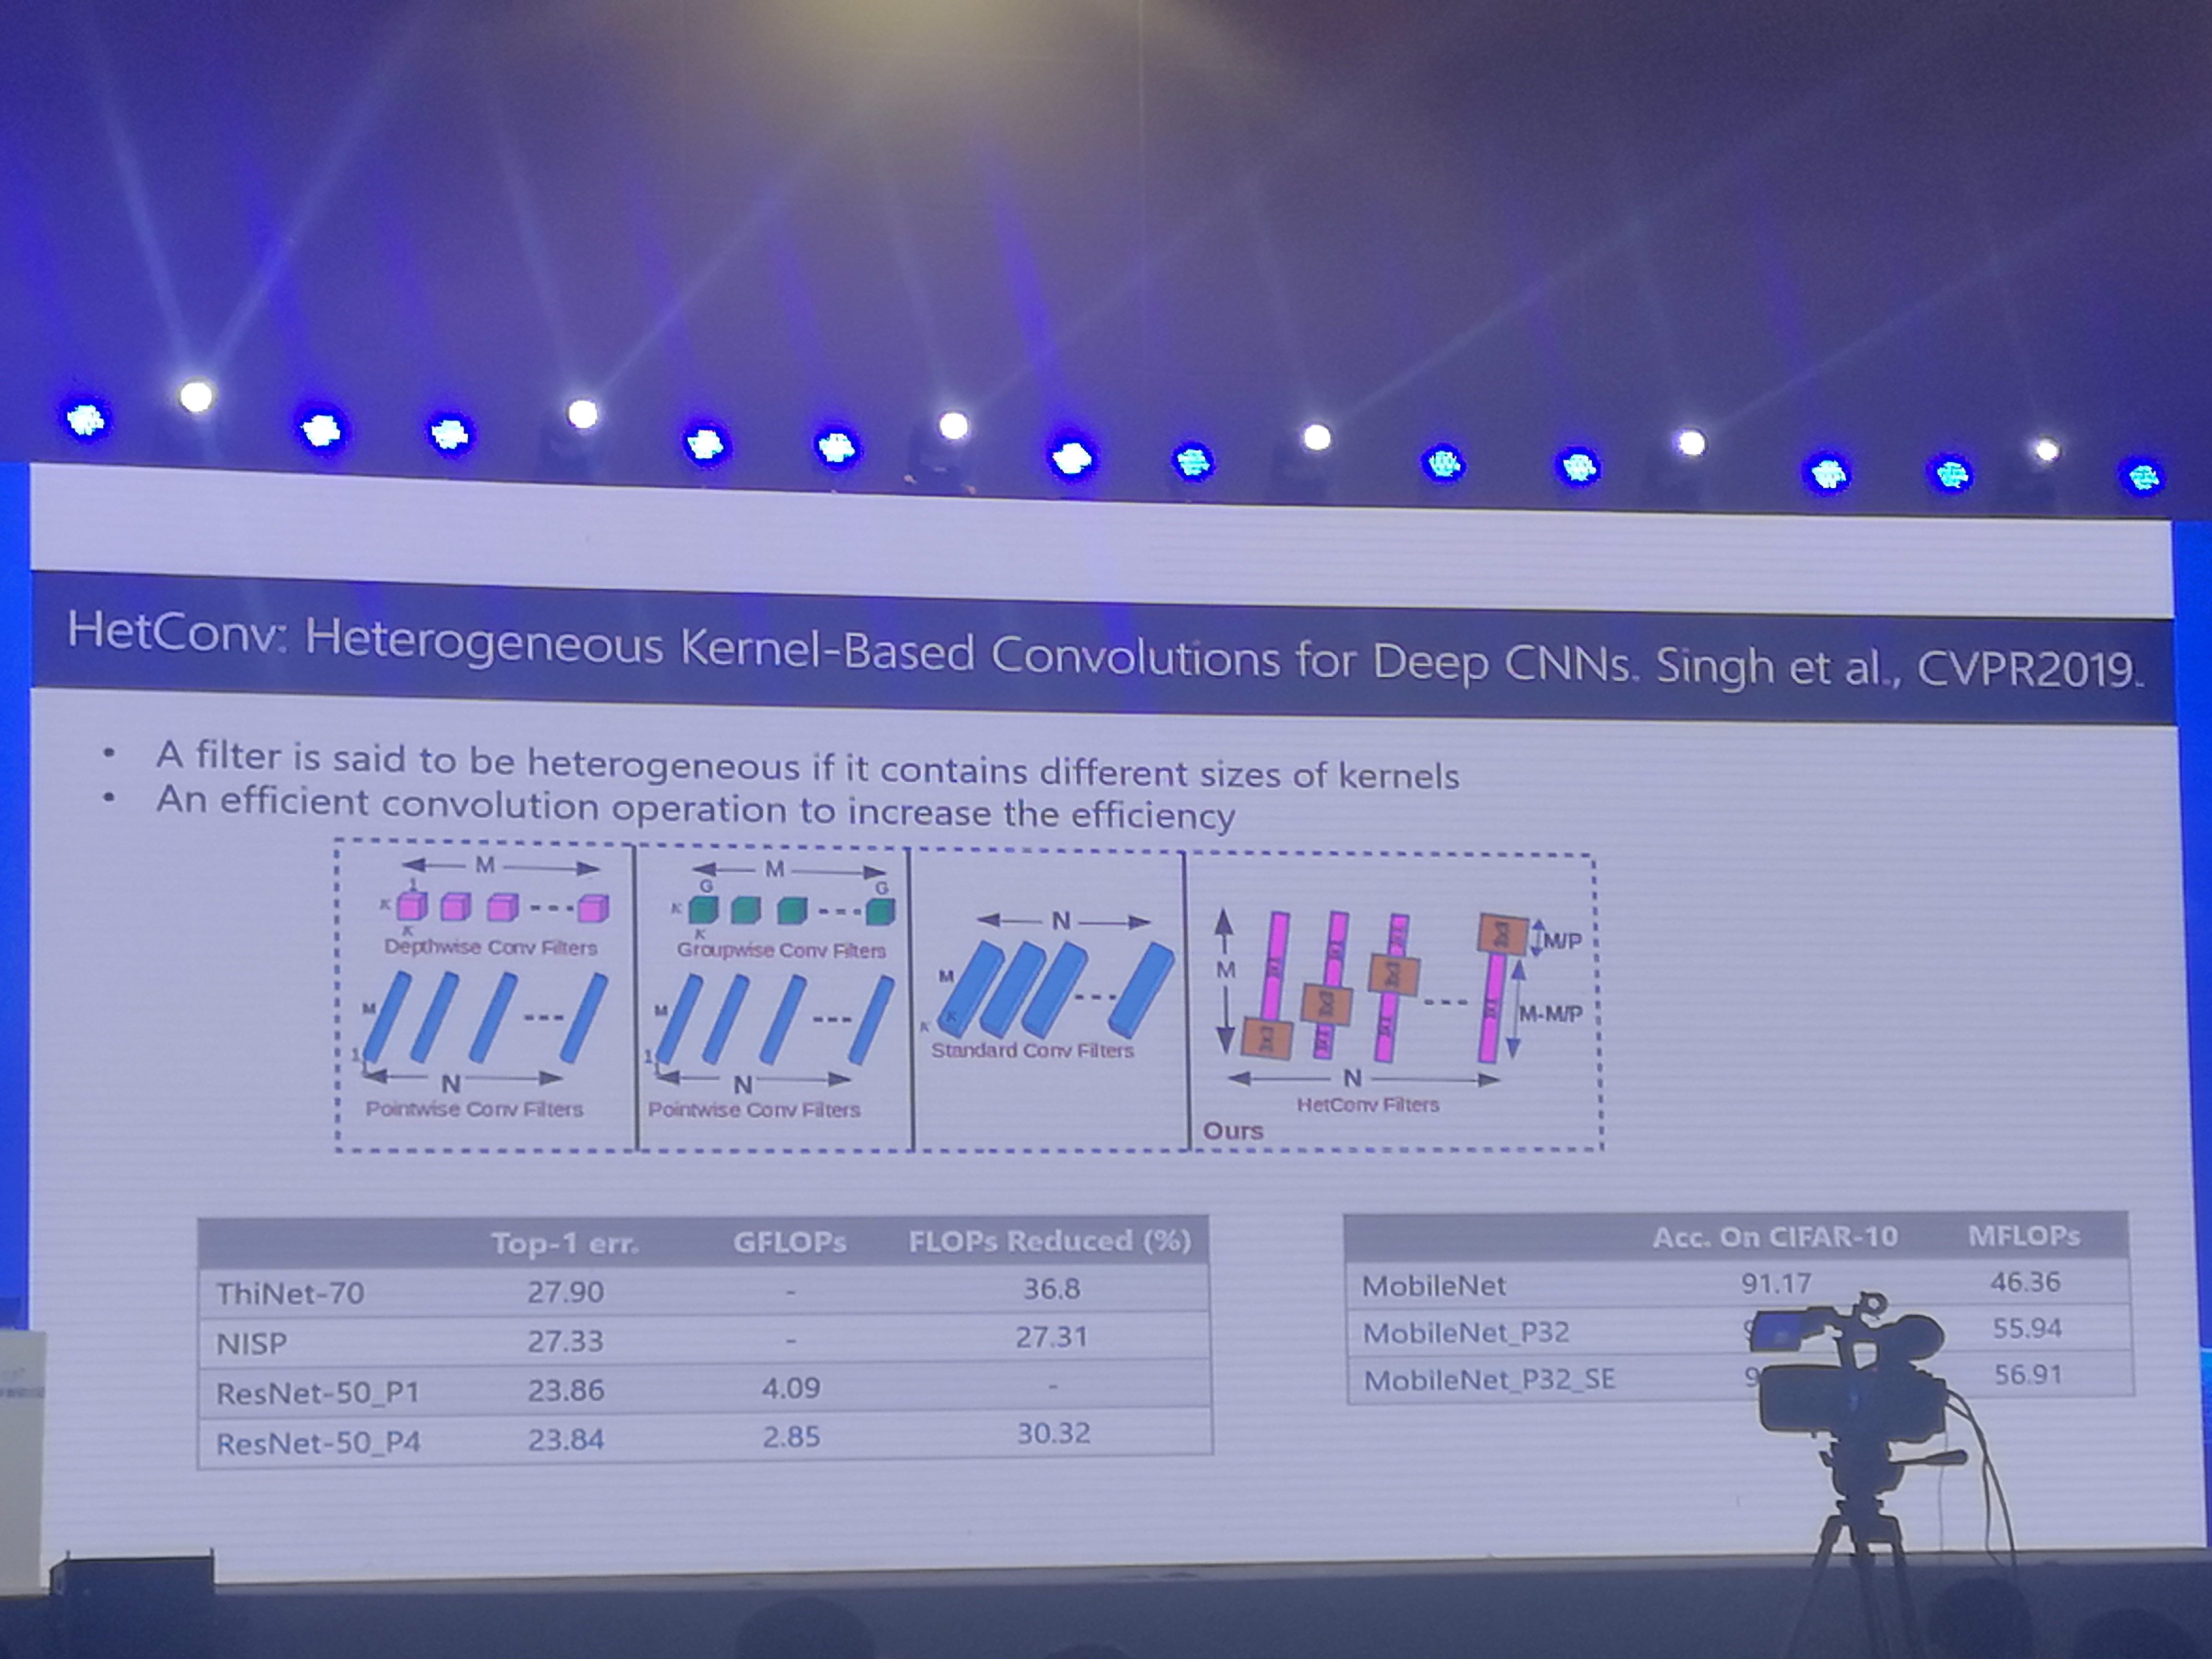 HetConv: Heterogeneous Kernel-Based Convolutions for Deep CNNs. Singh et al., CVPR2019.
• A filter is said to be heterogeneous if it contains different sizes of kernels
• An efficient convolution operation to increase the efficiency
M
1
K
K
Depthwise Conv Filters
M
1
N
Pointwise Conv Filters
M
G
G
K
K
Groupwise Conv Filters
M
1
N
Pointwise Conv Filters
N
M
K
K
Standard Conv Filters
M
M/P
M-M/P
N
HetConv Filters
Ours
Top-1 err. GFLOPs FLOPs Reduced (%)
ThiNet-70 27.90 - 36.8
NISP 27.33 - 27.31
ResNet-50_P1 23.86 4.09 -
ResNet-50_P4 23.84 2.85 30.32
Acc. On CIFAR-10 MFLOPs
MobileNet 91.17 46.36
MobileNet_P32 55.94
MobileNet_P32_SE 56.91